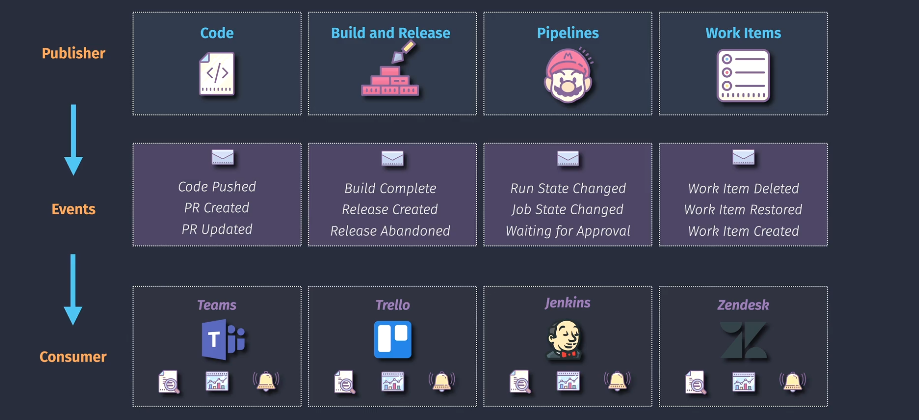 Publisher
Code
Build and Release
Pipelines
Work Items
Events
Code Pushed
PR Created
PR Updated
Build Complete
Release Created
Release Abandoned
Run State Changed
Job State Changed
Waiting for Approval
Work Item Deleted
Work Item Restored
Work Item Created
Consumer
Teams
T
Trello
Jenkins
Zendesk